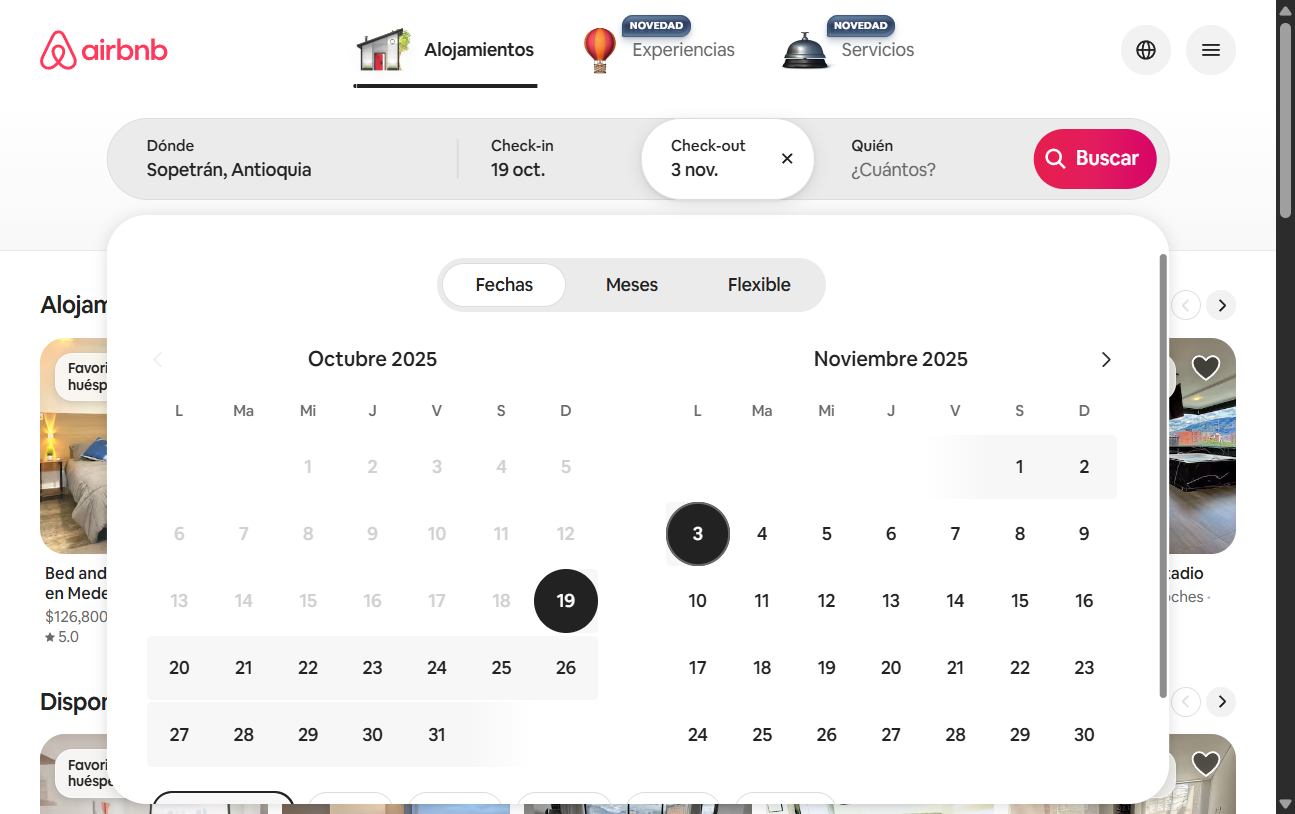 airbnb
Alojamientos
NOVEDAD
Experiencias
NOVEDAD
Servicios
Dónde
Sopetrán, Antioquia
Check-in
19 oct.
Check-out
3 nov.
Quién
¿Cuántos?
Buscar
Fechas
Meses
Flexible
Octubre 2025
L Ma Mi J V S D
1 2 3 4 5
6 7 8 9 10 11 12
13 14 15 16 17 18 19
20 21 22 23 24 25 26
27 28 29 30 31
Noviembre 2025
L Ma Mi J V S D
1 2
3 4 5 6 7 8 9
10 11 12 13 14 15 16
17 18 19 20 21 22 23
24 25 26 27 28 29 30
Alojam
Favori
huésp
Bed and
en Mede
$126,800
5.0
tadio
oches ·
Dispon
Favori
huéspe